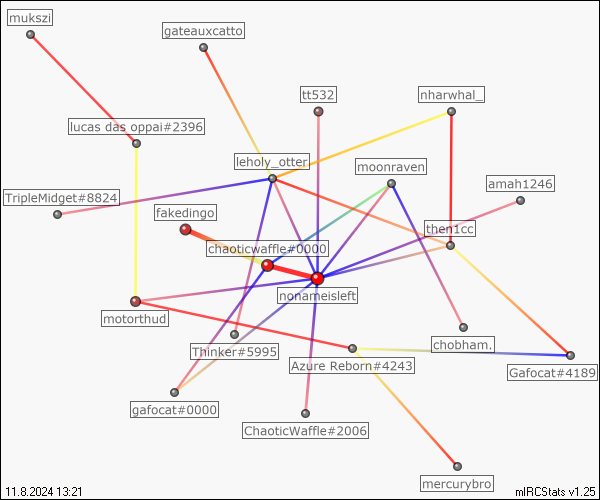 mukszi
gateauxcatto
tt532
nharwhal_
lucas das oppai#2396
leholy_otter
moonraven
amah1246
TripleMidget#8824
fakedingo
then1cc
chaoticwaffle#0000
nonameisleft
motorthud
Thinker#5995
chobham.
Azure Reborn#4243
Gafocat#4189
gafocat#0000
ChaoticWaffle#2006
mercurybro
11.8.2024 13:21
mIRCStats v1.25